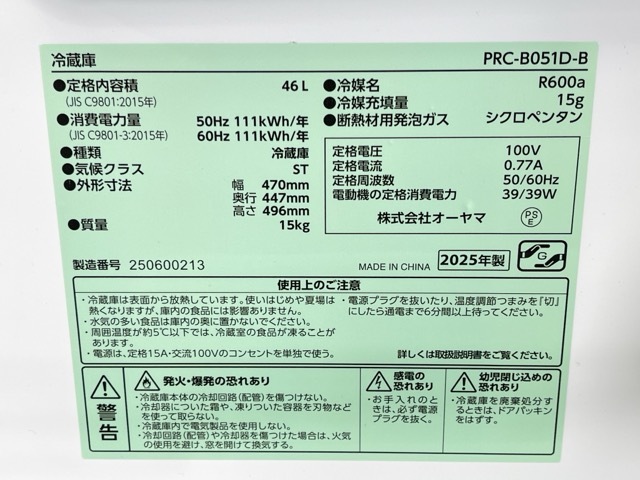 冷蔵庫
PRC-B051D-B
●定格内容積 46L
(JIS C9801:2015年)
●消費電力量 50Hz 111kWh/年
(JIS C9801-3:2015年) 60Hz 111kWh/年
●種類 冷蔵庫
●気候クラス ST
●外形寸法 幅 470mm
奥行 447mm
高さ 496mm
●質量 15kg
●冷媒名 R600a
●冷媒充填量 15g
●断熱材用発泡ガス シクロペンタン
定格電圧 100V
定格電流 0.77A
定格周波数 50/60Hz
電動機の定格消費電力 39/39W
株式会社オーヤマ
PS
E
製造番号 250600213
MADE IN CHINA
2025年製
G
使用上のご注意
・冷蔵庫は表面から放熱しています。使いはじめや夏場は
熱くなりますが、庫内の食品には影響ありません。
・水気の多い食品は庫内の奥に置かないでください。
・周囲温度が約5℃以下では、冷蔵室の食品が凍ることが
あります。
・電源は、定格15A・交流100Vのコンセントを単独で使う。
・電源プラグを抜いたり、温度調節つまみを「切」
にしたら通電まで6分間以上待ってください。
詳しくは取扱説明書をご覧ください。
警告
発火・爆発の恐れあり
・冷蔵庫本体の冷却回路(配管)を傷つけない。
・冷却器についた霜や、凍りついた容器を刃物など
を使って取らない。
・冷蔵庫内で電気製品を使用しない。
・冷却回路(配管)や冷却器を傷つけた場合は、火気
の使用を避け、窓を開けて換気する。
感電の
恐れあり
・お手入れのと
きは、必ず電源
プラグを抜く。
幼児閉じ込めの
恐れあり
・冷蔵庫を廃棄処分
するときは、ドアパッキン
をはずす。